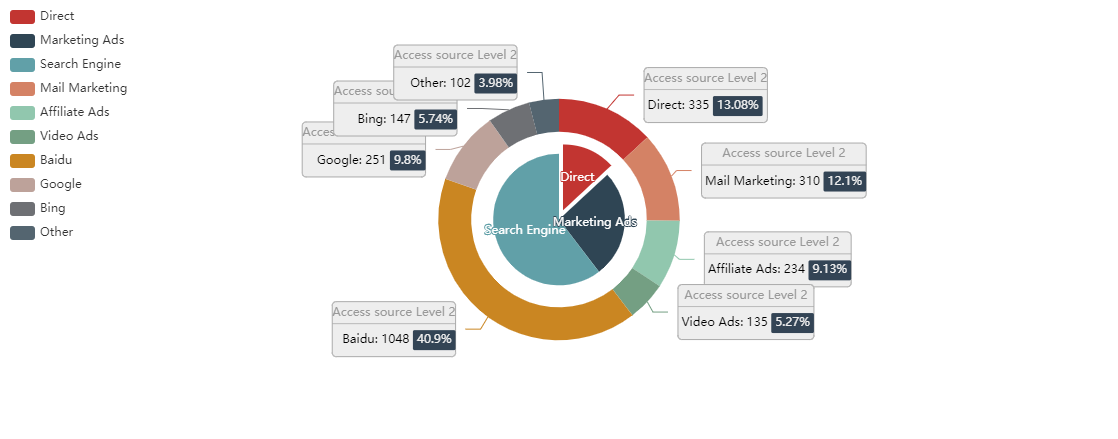 Direct
Marketing Ads
Search Engine
Mail Marketing
Affiliate Ads
Video Ads
Baidu
Google
Bing
Other
Access source Level 2
Other: 102 3.98%
Access sou
Bing: 147 5.74%
Access
Google: 251 9.8%
Access source Level 2
Baidu: 1048 40.9%
Direct
Marketing Ads
Search Engine
Access source Level 2
Direct: 335 13.08%
Access source Level 2
Mail Marketing: 310 12.1%
Access source Level 2
Affiliate Ads: 234 9.13%
Access source Level 2
Video Ads: 135 5.27%